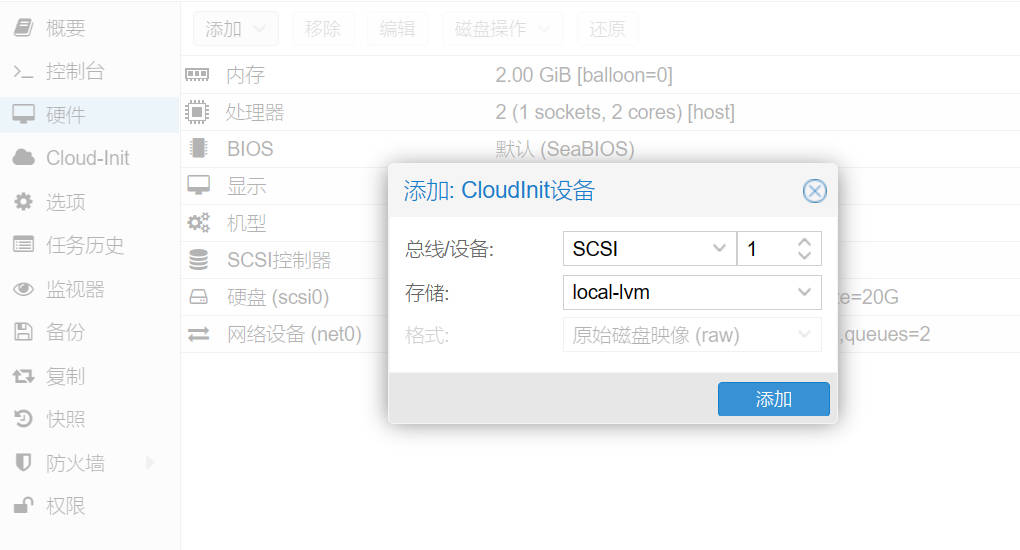 概要
控制台
硬件
Cloud-Init
选项
任务历史
监视器
备份
复制
快照
防火墙
权限
添加 移除 编辑 磁盘操作 还原
内存 2.00 GiB [balloon=0]
处理器 2 (1 sockets, 2 cores) [host]
BIOS 默认 (SeaBIOS)
显示
机型
SCSI控制器
硬盘 (scsi0) e=20G
网络设备 (net0) ,queues=2
添加: CloudInit设备
总线/设备: SCSI 1
存储: local-lvm
格式: 原始磁盘映像 (raw)
添加